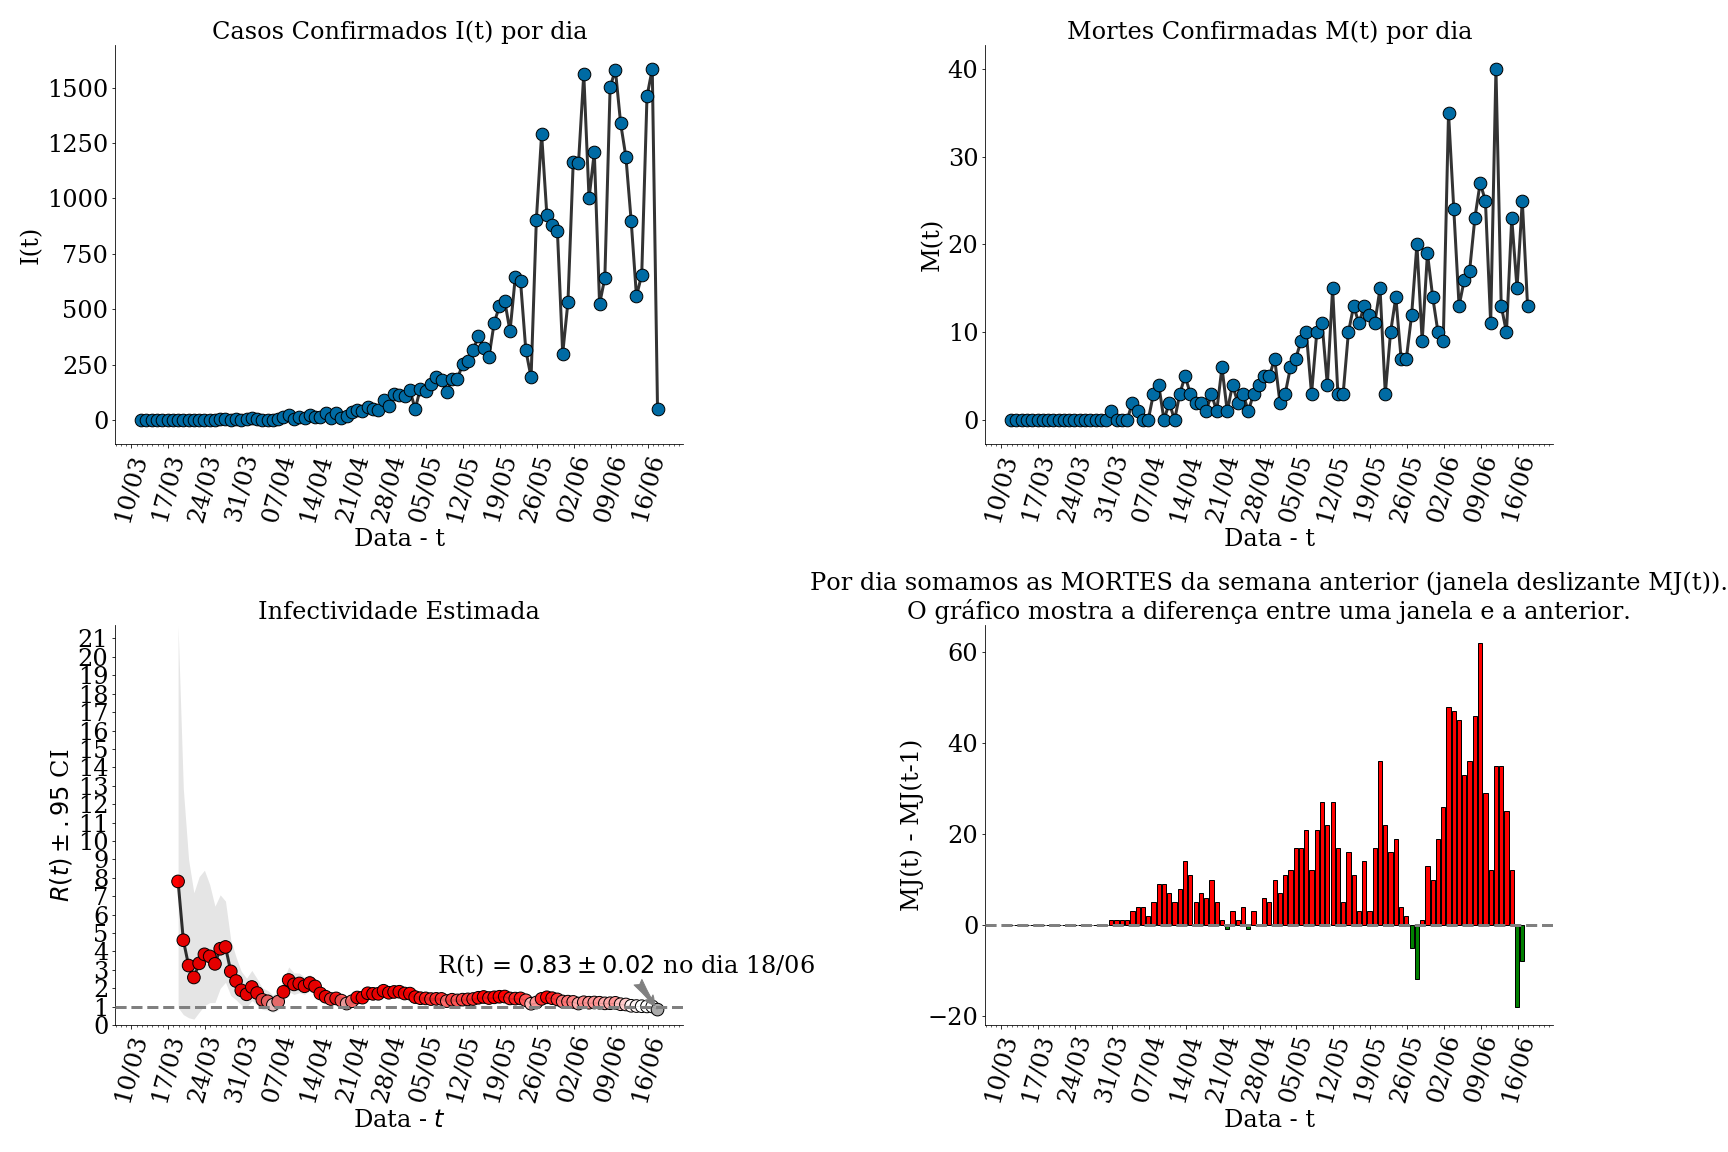 Casos Confirmados I(t) por dia
I(t)
1500
1250
1000
750
500
250
0
10/03 17/03 24/03 31/03 07/04 14/04 21/04 28/04 05/05 12/05 19/05 26/05 02/06 09/06 16/06
Data - t
Mortes Confirmadas M(t) por dia
M(t)
40
30
20
10
0
10/03 17/03 24/03 31/03 07/04 14/04 21/04 28/04 05/05 12/05 19/05 26/05 02/06 09/06 16/06
Data - t
Infectividade Estimada
R(t) ± .95 CI
21
20
19
18
17
16
15
14
13
12
11
10
9
8
7
6
5
4
3
2
1
0
R(t) = 0.83 ± 0.02 no dia 18/06
10/03 17/03 24/03 31/03 07/04 14/04 21/04 28/04 05/05 12/05 19/05 26/05 02/06 09/06 16/06
Data - t
Por dia somamos as MORTES da semana anterior (janela deslizante MJ(t)).
O gráfico mostra a diferença entre uma janela e a anterior.
MJ(t) - MJ(t-1)
60
40
20
0
−20
10/03 17/03 24/03 31/03 07/04 14/04 21/04 28/04 05/05 12/05 19/05 26/05 02/06 09/06 16/06
Data - t